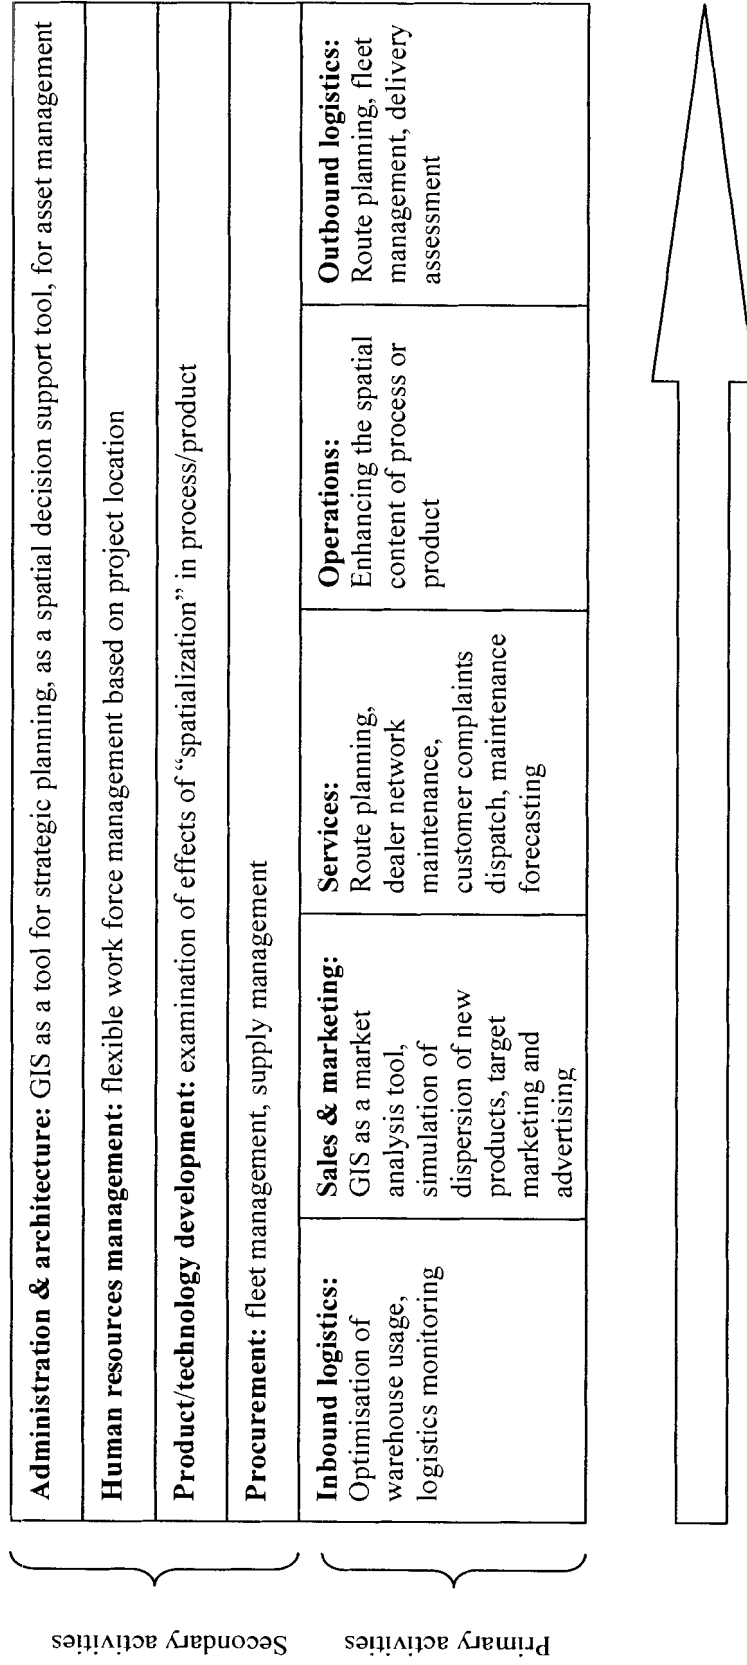 Secondary activities
Administration & architecture: GIS as a tool for strategic planning, as a spatial decision support tool, for asset management
Human resources management: flexible work force management based on project location
Product/technology development: examination of effects of “spatialization” in process/product
Procurement: fleet management, supply management
Primary activities
Inbound logistics:
Optimisation of
warehouse usage,
logistics monitoring
Sales & marketing:
GIS as a market
analysis tool,
simulation of
dispersion of new
products, target
marketing and
advertising
Services:
Route planning,
dealer network
maintenance,
customer complaints
dispatch, maintenance
forecasting
Operations:
Enhancing the spatial
content of process or
product
Outbound logistics:
Route planning, fleet
management, delivery
assessment